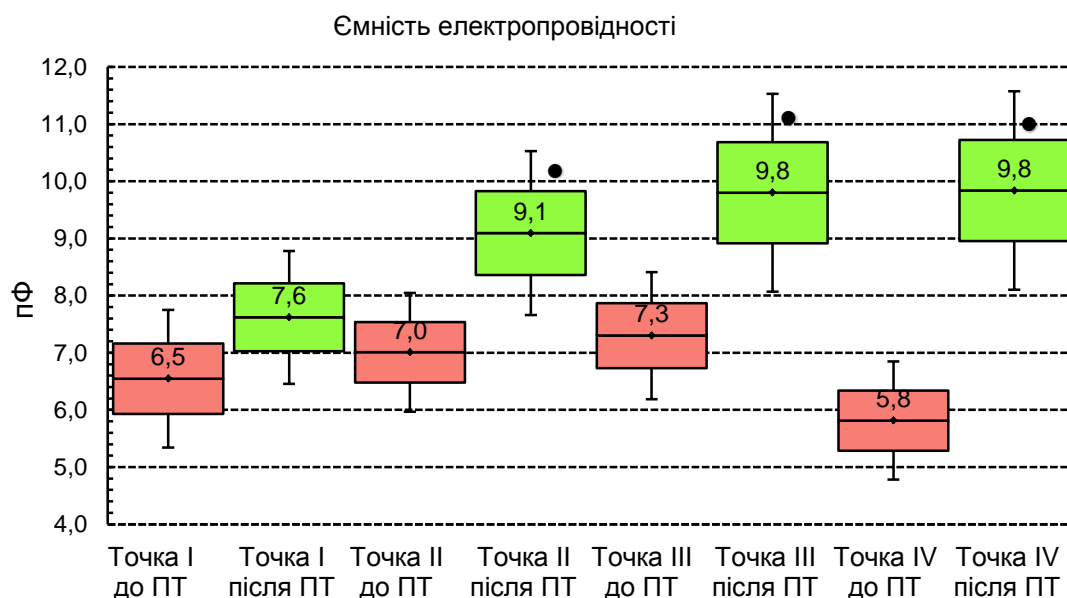 Ємність електропровідності
пФ
12,0
11,0
10,0
9,0
8,0
7,0
6,0
5,0
4,0
6,5
7,6
7,0
9,1
7,3
9,8
5,8
9,8
Точка I
до ПТ
Точка I
після ПТ
Точка II
до ПТ
Точка II
після ПТ
Точка III
до ПТ
Точка III
після ПТ
Точка IV
до ПТ
Точка IV
після ПТ